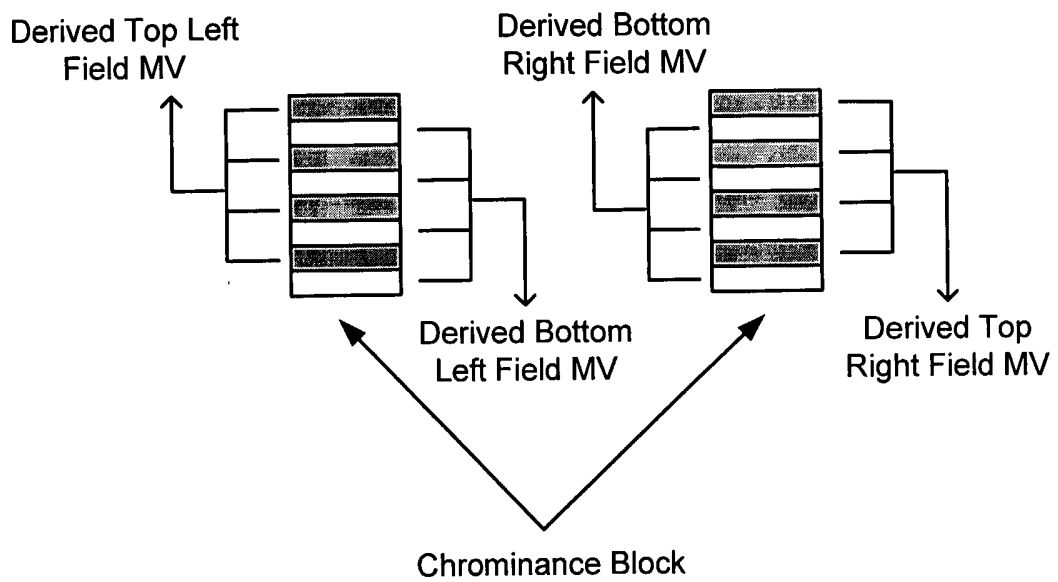 Derived Top Left
Field MV
Derived Bottom
Right Field MV
Derived Bottom
Left Field MV
Derived Top
Right Field MV
Chrominance Block